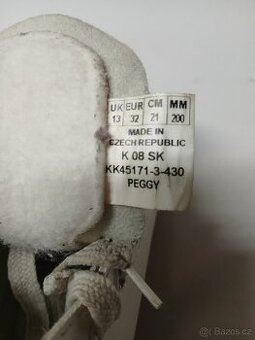 UK EUR CM MM
13 32 21 200
MADE IN
CZECH REPUBLIC
K 08 SK
KK45171-3-430
PEGGY
© Bazos.cz